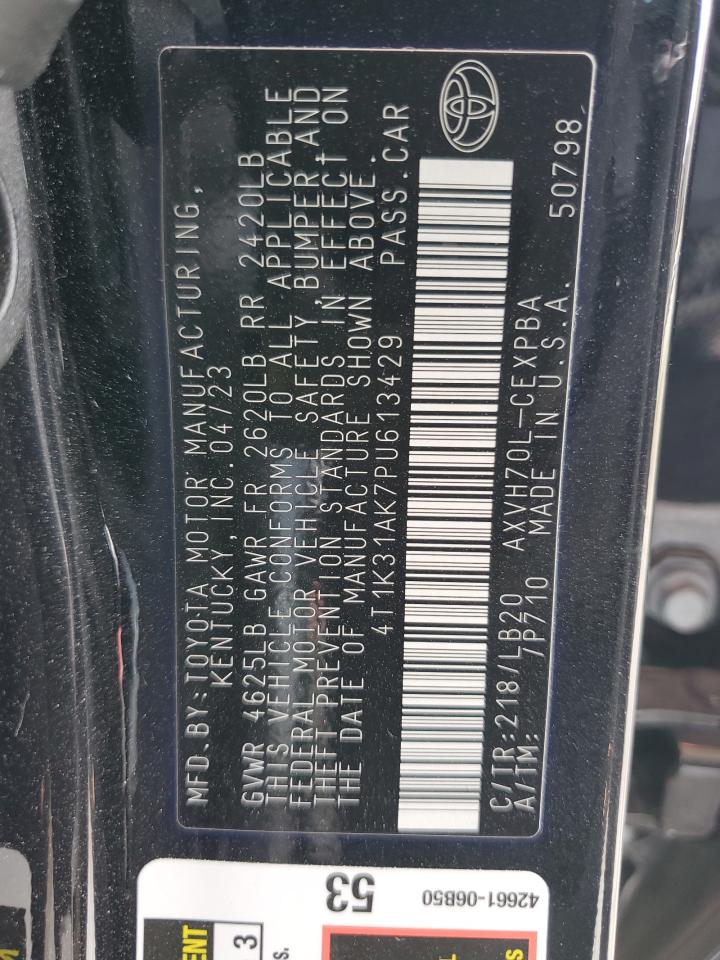 MFD.BY:TOYOTA MOTOR MANUFACTURING,
KENTUCKY,INC.04/23
GVWR 4625LB GAWR FR 2620LB RR 2420LB
THIS VEHICLE CONFORMS TO ALL APPLICABLE
FEDERAL MOTOR VEHICLE SAFETY, BUMPER,AND
THEFT PREVENTION STANDARDS IN EFFECT ON
THE DATE OF MANUFACTURE SHOWN ABOVE.
4T1K31AK7PU613429 PASS.CAR
C/TR:218/LB20 AXVH70L-CEXPBA
A/TM: 7P710 MADE IN U.S.A. 50798
53
42661-06B50
ENT
3
s.
L
S